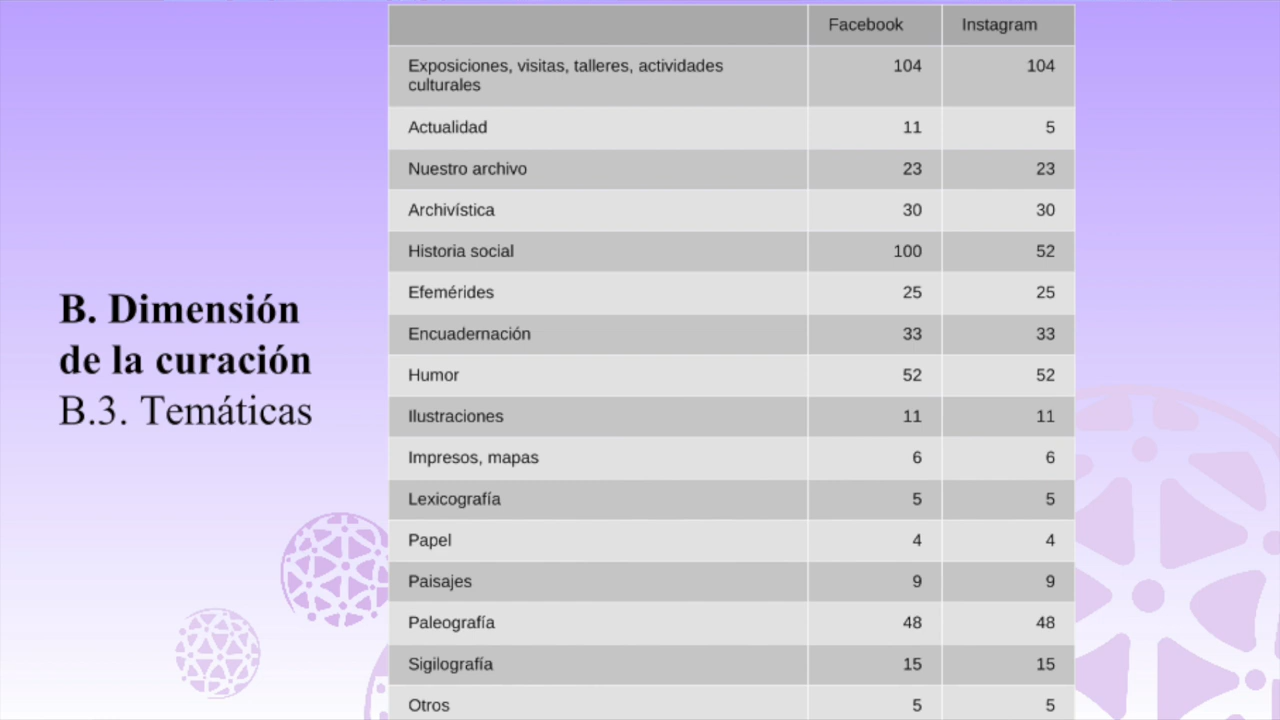 B. Dimensión
de la curación
B.3. Temáticas
Facebook Instagram
Exposiciones, visitas, talleres, actividades
culturales 104 104
Actualidad 11 5
Nuestro archivo 23 23
Archivística 30 30
Historia social 100 52
Efemérides 25 25
Encuadernación 33 33
Humor 52 52
Ilustraciones 11 11
Impresos, mapas 6 6
Lexicografía 5 5
Papel 4 4
Paisajes 9 9
Paleografía 48 48
Sigilografía 15 15
Otros 5 5